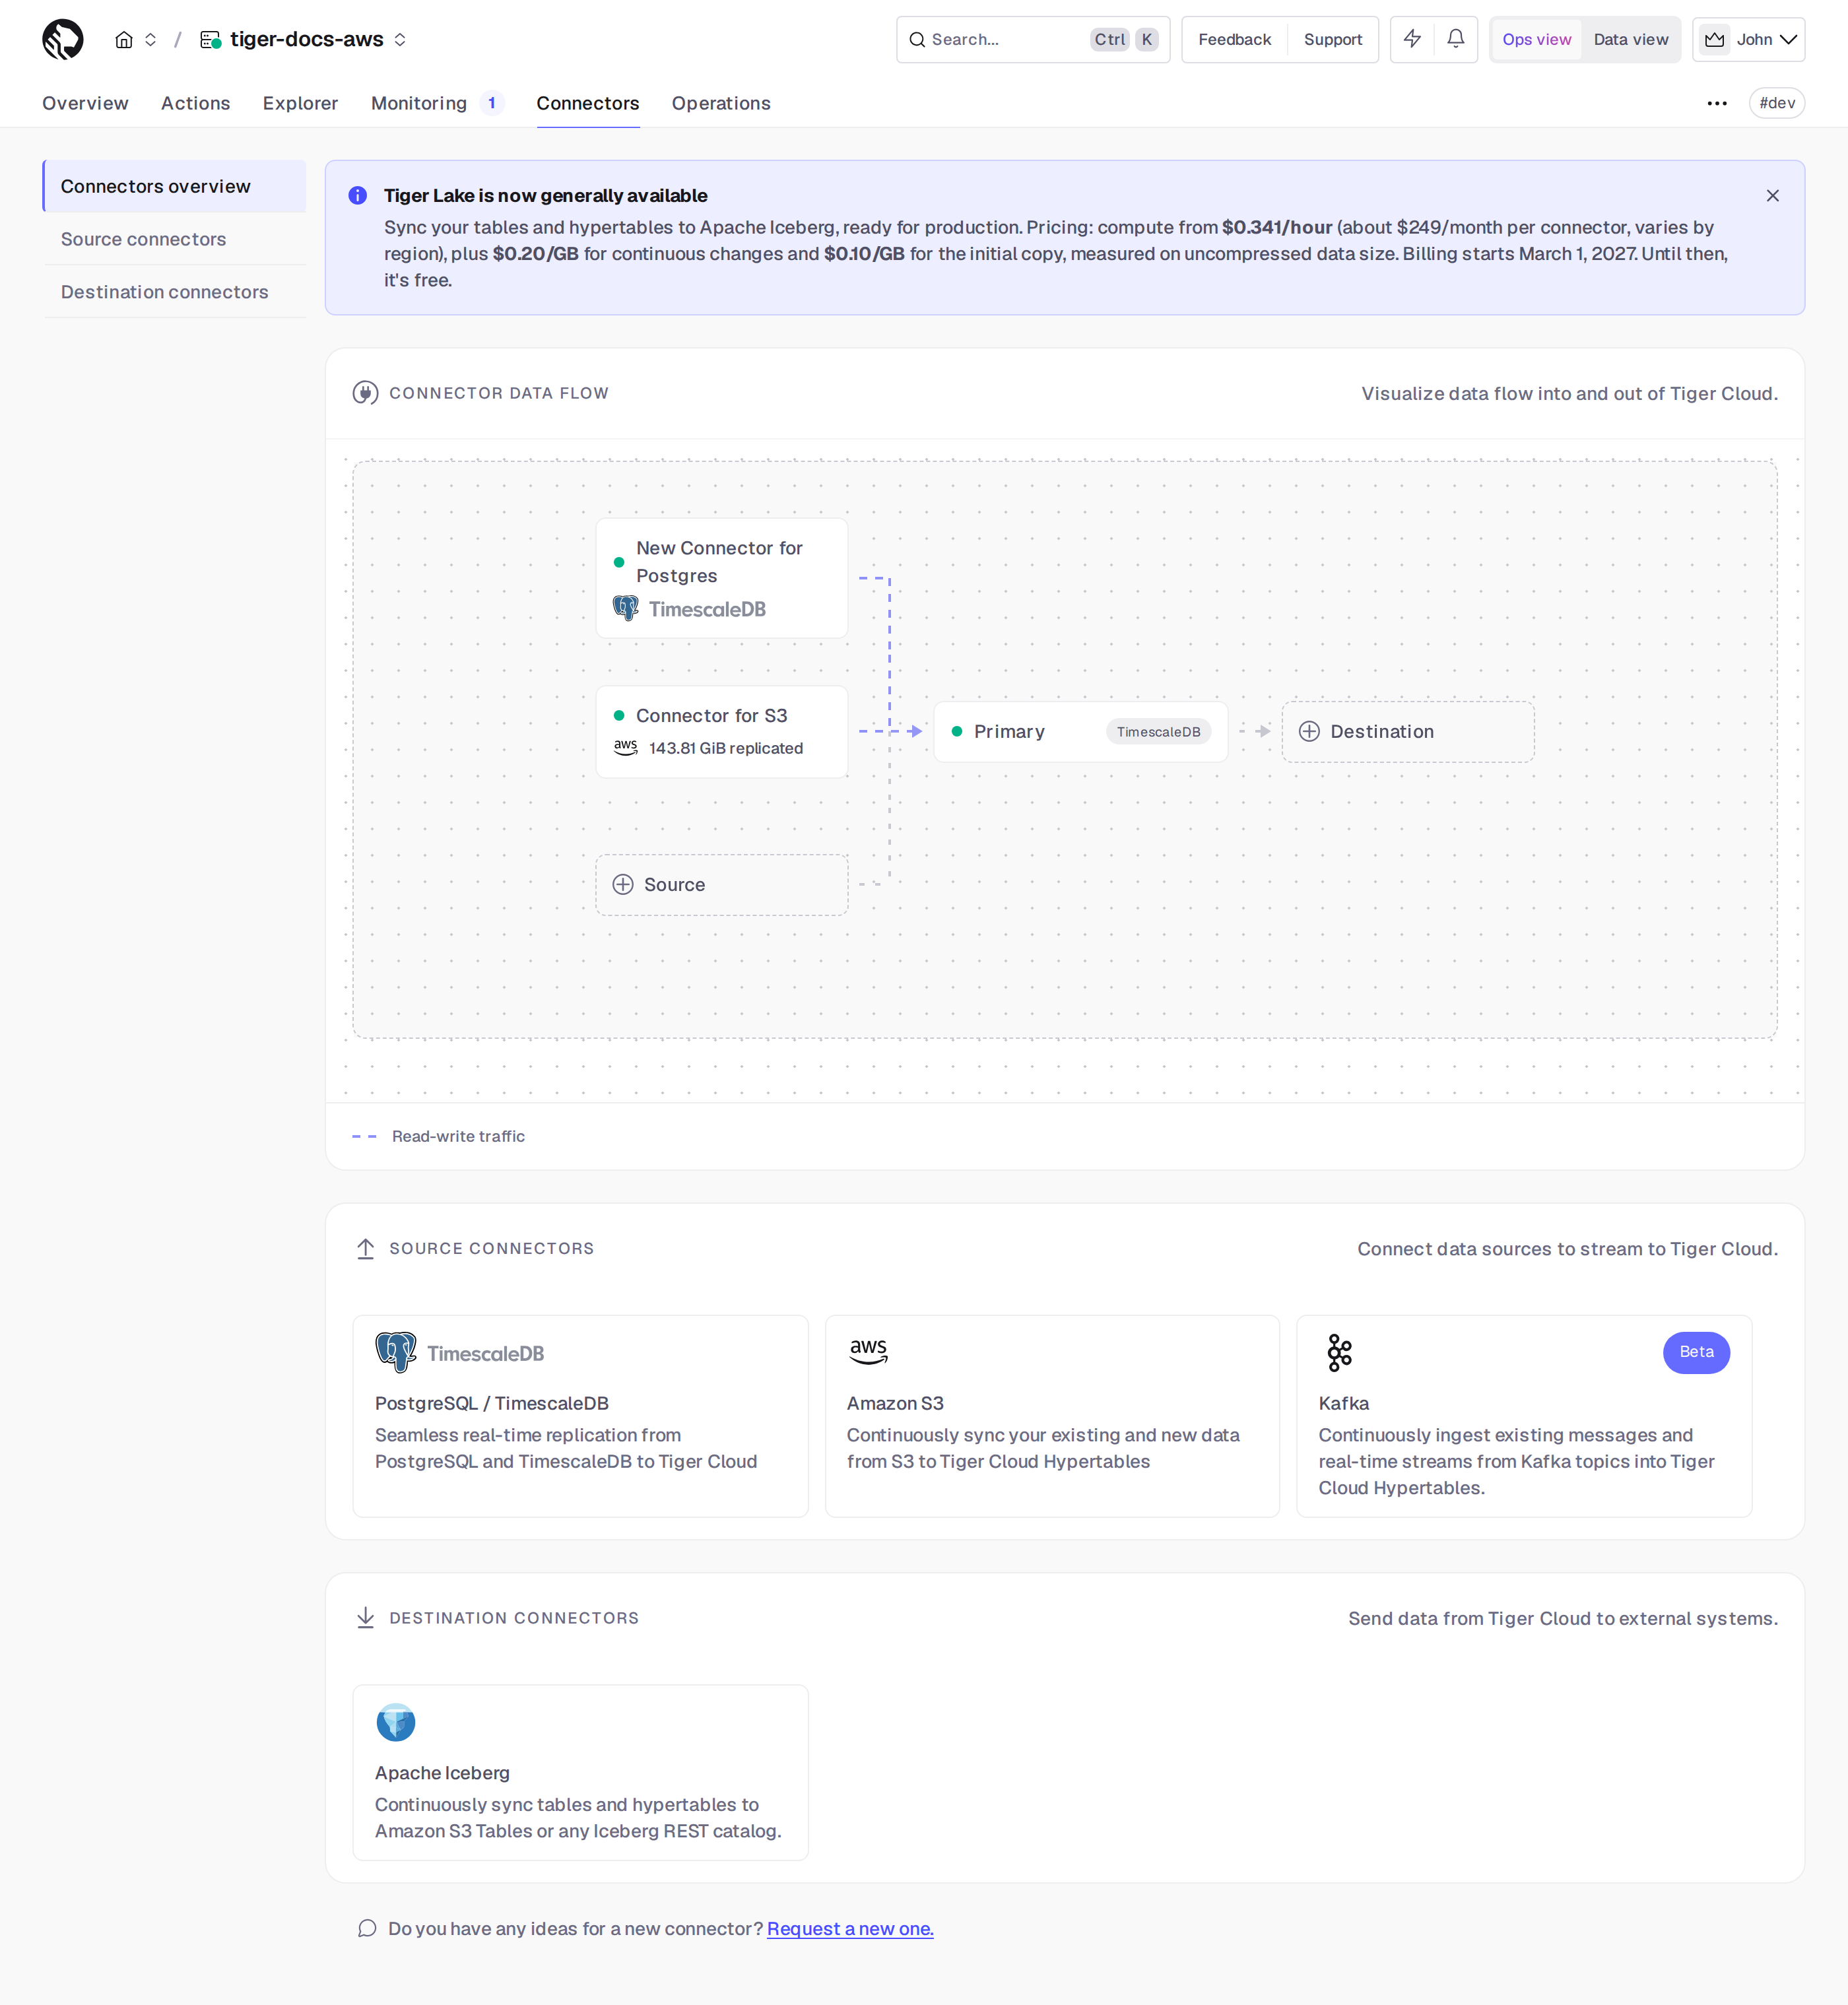 / tiger-docs-aws
Search... Ctrl K
Feedback Support
Ops view Data view
John
Overview Actions Explorer Monitoring 1 Connectors Operations
#dev
Connectors overview
Source connectors
Destination connectors
Tiger Lake is now generally available
Sync your tables and hypertables to Apache Iceberg, ready for production. Pricing: compute from $0.341/hour (about $249/month per connector, varies by
region), plus $0.20/GB for continuous changes and $0.10/GB for the initial copy, measured on uncompressed data size. Billing starts March 1, 2027. Until then,
it's free.
CONNECTOR DATA FLOW
Visualize data flow into and out of Tiger Cloud.
New Connector for
Postgres
TimescaleDB
Connector for S3
aws 143.81 GiB replicated
Primary TimescaleDB
Destination
Source
Read-write traffic
SOURCE CONNECTORS
Connect data sources to stream to Tiger Cloud.
TimescaleDB
PostgreSQL / TimescaleDB
Seamless real-time replication from
PostgreSQL and TimescaleDB to Tiger Cloud
aws
Amazon S3
Continuously sync your existing and new data
from S3 to Tiger Cloud Hypertables
Beta
Kafka
Continuously ingest existing messages and
real-time streams from Kafka topics into Tiger
Cloud Hypertables.
DESTINATION CONNECTORS
Send data from Tiger Cloud to external systems.
Apache Iceberg
Continuously sync tables and hypertables to
Amazon S3 Tables or any Iceberg REST catalog.
Do you have any ideas for a new connector? Request a new one.